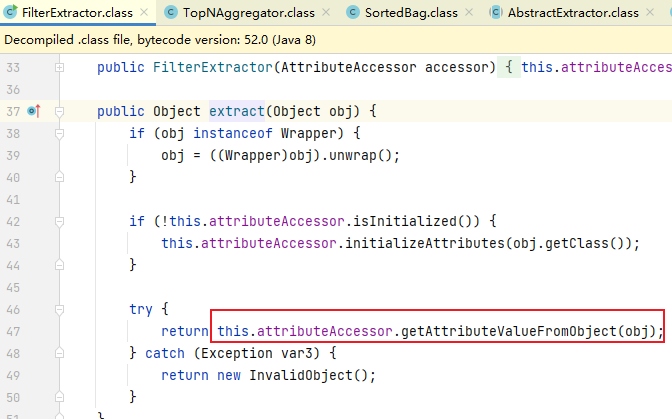 FilterExtractor.class × TopNAggregator.class × SortedBag.class × AbstractExtractor.class ×
Decompiled .class file, bytecode version: 52.0 (Java 8)
33 public FilterExtractor(AttributeAccessor accessor) { this.attributeAcces
36
37 public Object extract(Object obj) {
38 if (obj instanceof Wrapper) {
39 obj = ((Wrapper)obj).unwrap();
40 }
41
42 if (!this.attributeAccessor.isInitialized()) {
43 this.attributeAccessor.initializeAttributes(obj.getClass());
44 }
45
46 try {
47 return this.attributeAccessor.getAttributeValueFromObject(obj);
48 } catch (Exception var3) {
49 return new InvalidObject();
50 }
51 }